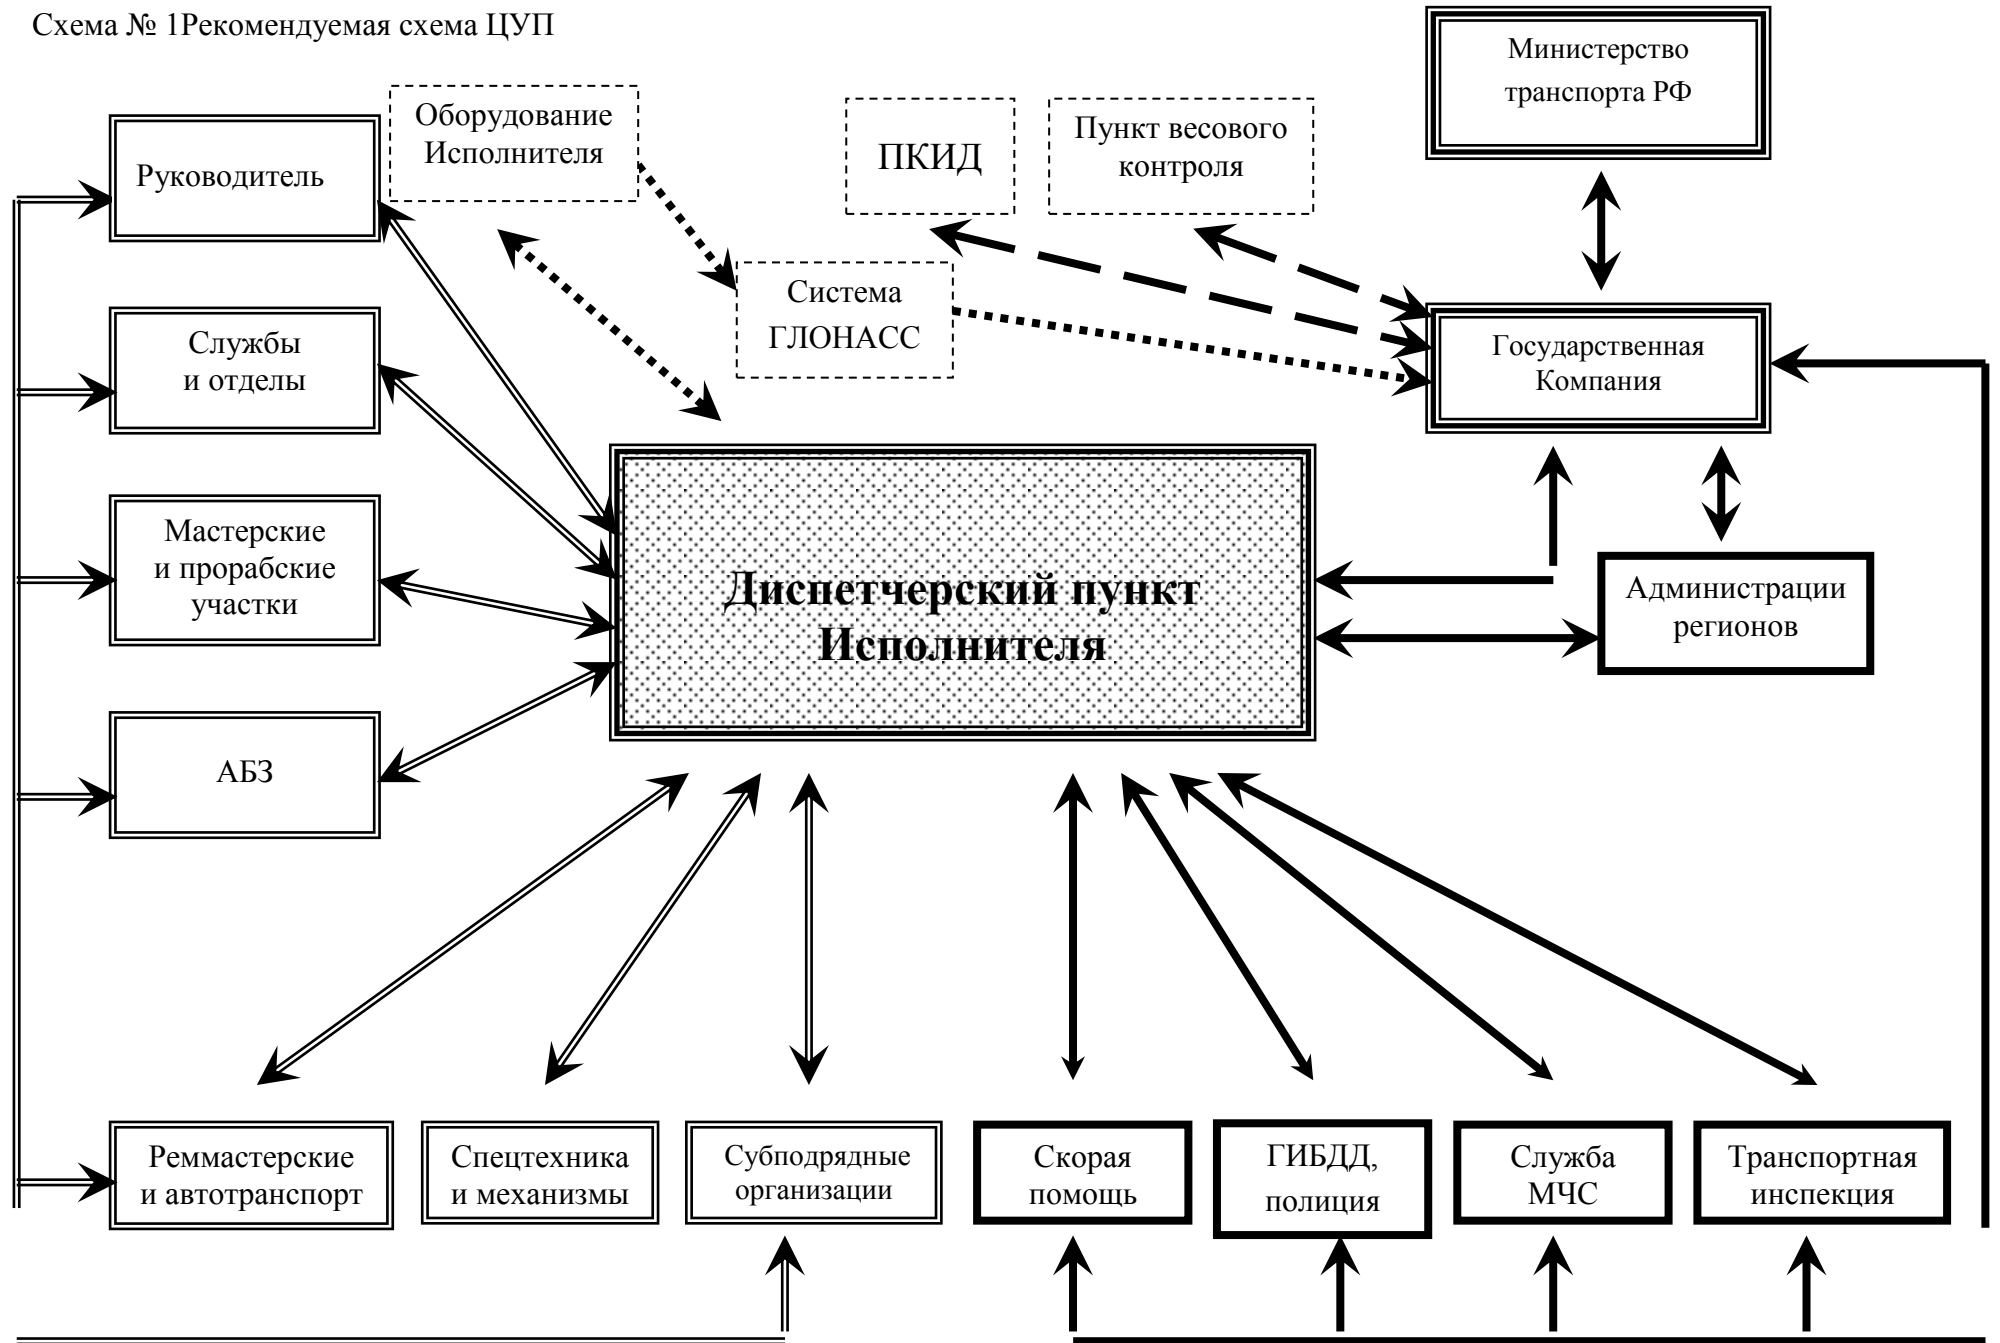 Схема № 1Рекомендуемая схема ЦУП
Министерство
транспорта РФ
Оборудование
Исполнителя
ПКИД
Пункт весового
контроля
Руководитель
Система
ГЛОНАСС
Государственная
Компания
Службы
и отделы
Мастерские
и прорабские
участки
Диспетчерский пункт
Исполнителя
Администрации
регионов
АБЗ
Реммастерские
и автотранспорт
Спецтехника
и механизмы
Субподрядные
организации
Скорая
помощь
ГИБДД,
полиция
Служба
МЧС
Транспортная
инспекция